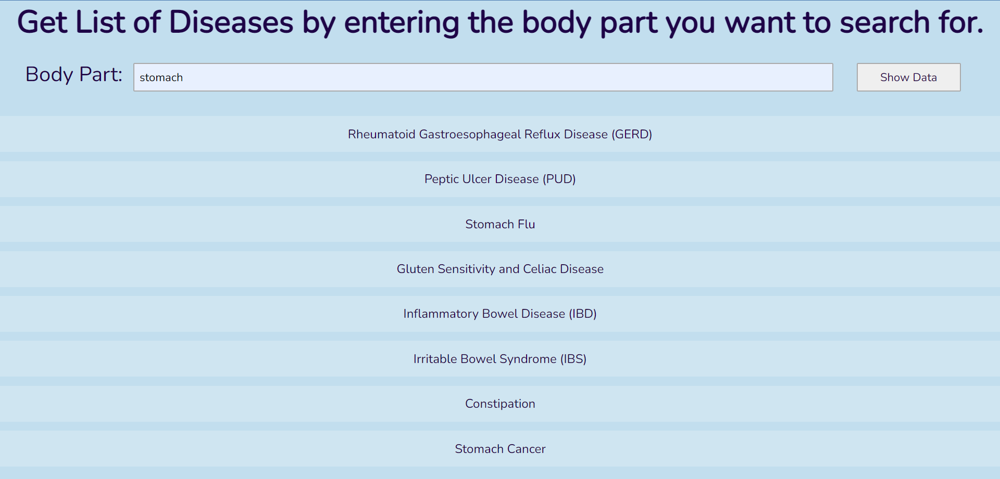 Get List of Diseases by entering the body part you want to search for.
Body Part: stomach Show Data
Rheumatoid Gastroesophageal Reflux Disease (GERD)
Peptic Ulcer Disease (PUD)
Stomach Flu
Gluten Sensitivity and Celiac Disease
Inflammatory Bowel Disease (IBD)
Irritable Bowel Syndrome (IBS)
Constipation
Stomach Cancer